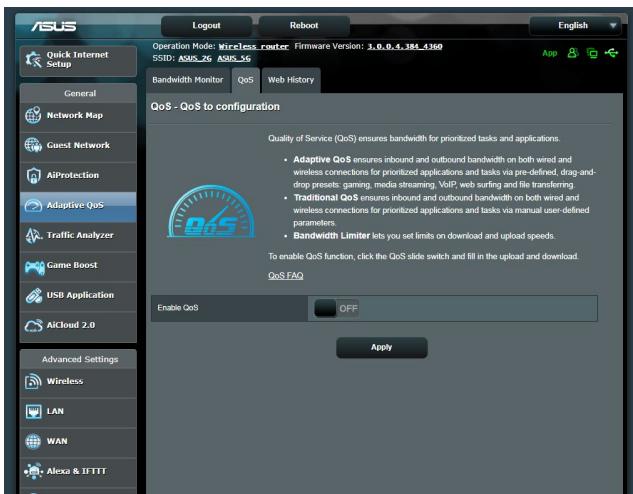 ASUS
Logout
Reboot
English
Operation Mode: Wireless router Firmware Version: 3.0.0.4.384_4360
SSID: ASUS_2G ASUS_5G
App
Quick Internet
Setup
General
Network Map
Guest Network
AiProtection
Adaptive QoS
Traffic Analyzer
Game Boost
USB Application
AiCloud 2.0
Advanced Settings
Wireless
LAN
WAN
Alexa & IFTTT
Bandwidth Monitor
QoS
Web History
QoS - QoS to configuration
QoS
Quality of Service (QoS) ensures bandwidth for prioritized tasks and applications.
• Adaptive QoS ensures inbound and outbound bandwidth on both wired and
wireless connections for prioritized applications and tasks via pre-defined, drag-and-
drop presets: gaming, media streaming, VoIP, web surfing and file transferring.
• Traditional QoS ensures inbound and outbound bandwidth on both wired and
wireless connections for prioritized applications and tasks via manual user-defined
parameters.
• Bandwidth Limiter lets you set limits on download and upload speeds.
To enable QoS function, click the QoS slide switch and fill in the upload and download.
QoS FAQ
Enable QoS
OFF
Apply